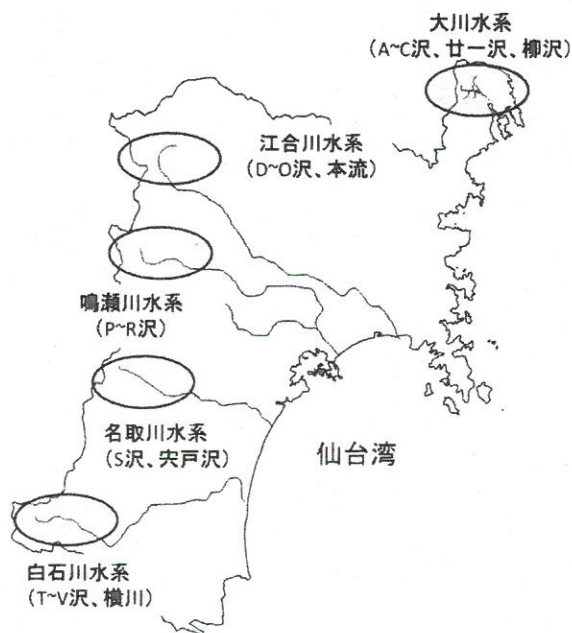 大川水系
(A~C沢、廿一沢、柳沢)
江合川水系
(D~O沢、本流)
鳴瀬川水系
(P~R沢)
名取川水系
(S沢、宍戸沢)
仙台湾
白石川水系
(T~V沢、横川)